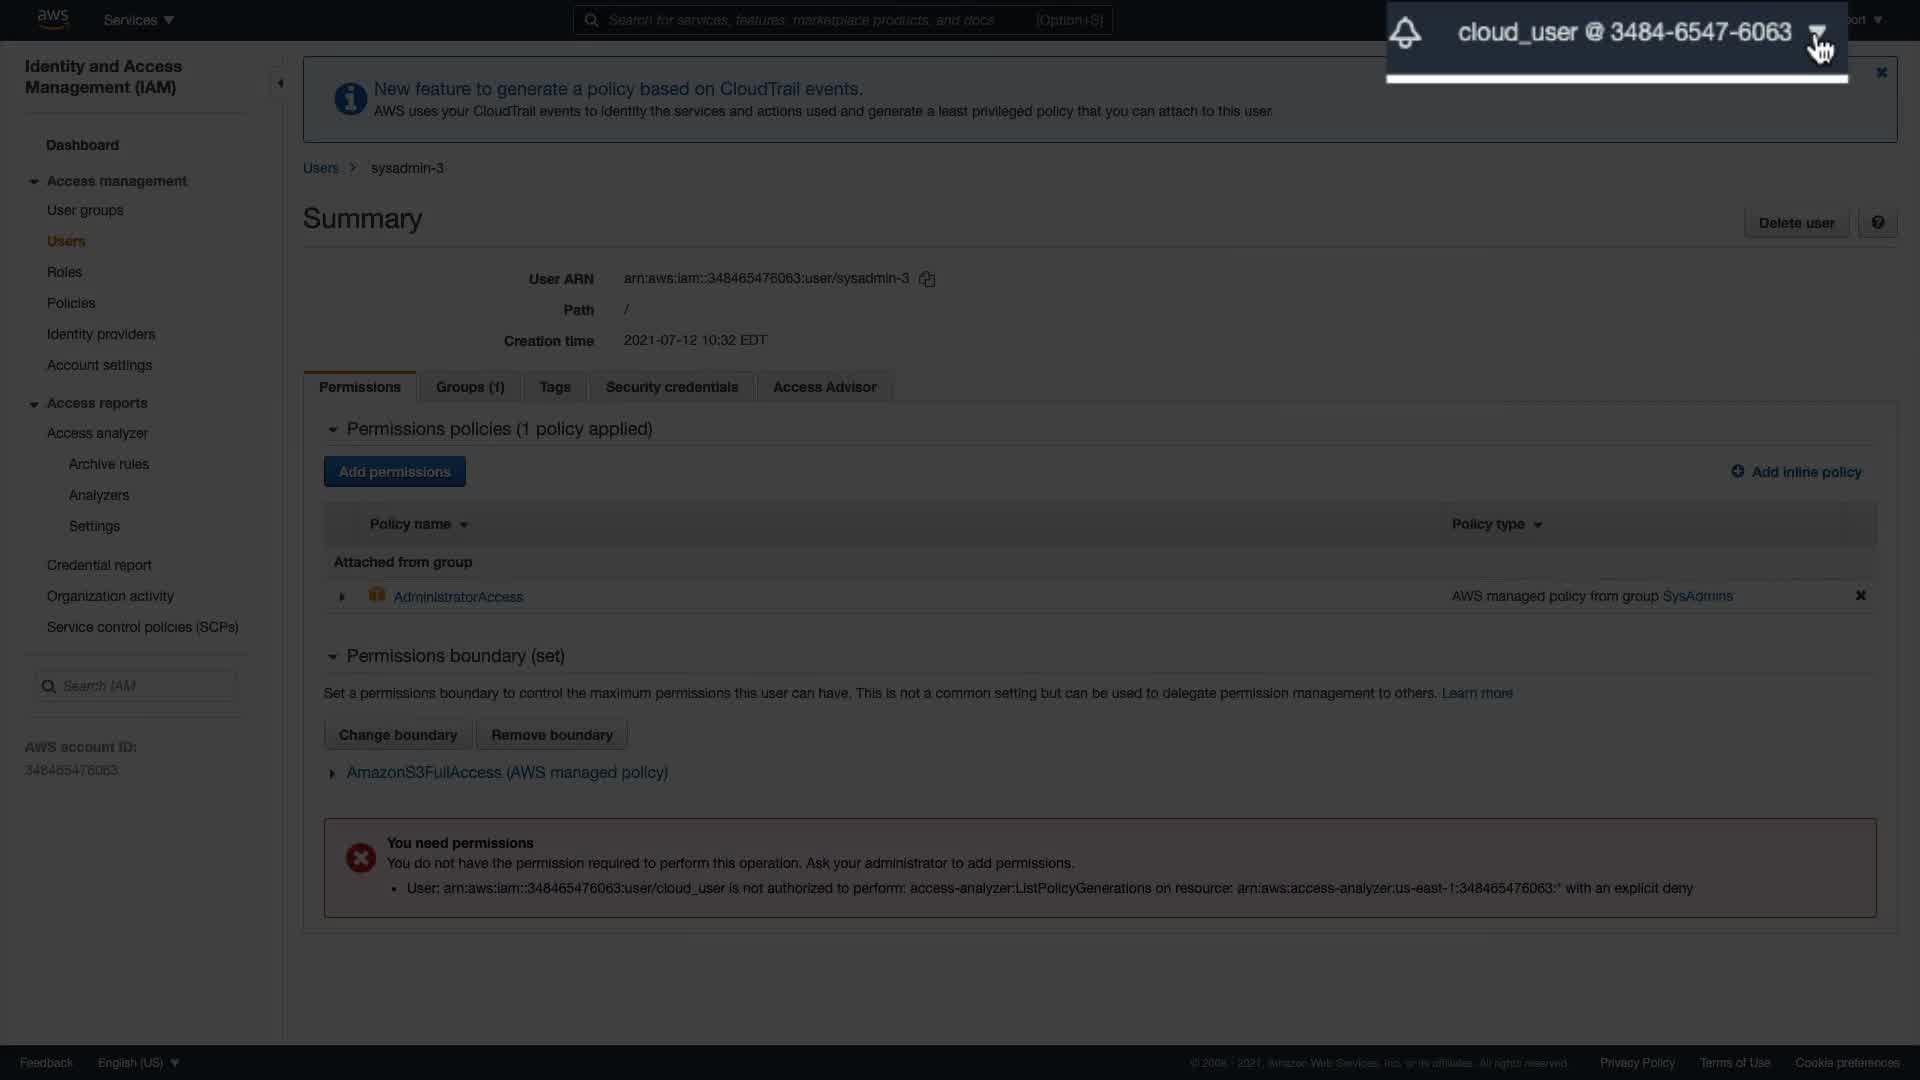 aws
Services
Search for services, features, marketplace products, and docs
[Option+S]
cloud_user @ 3484-6547-6063
Identity and Access
Management (IAM)
Dashboard
Access management
User groups
Users
Roles
Policies
Identity providers
Account settings
Access reports
Access analyzer
Archive rules
Analyzers
Settings
Credential report
Organization activity
Service control policies (SCPs)
Search IAM
AWS account ID:
348465476063
New feature to generate a policy based on CloudTrail events.
AWS uses your CloudTrail events to identify the services and actions used and generate a least privileged policy that you can attach to this user.
Users > sysadmin-3
Summary
Delete user
User ARN arn:aws:iam::348465476063:user/sysadmin-3
Path /
Creation time 2021-07-12 10:32 EDT
Permissions Groups (1) Tags Security credentials Access Advisor
Permissions policies (1 policy applied)
Add permissions
Add inline policy
Policy name Policy type
Attached from group
AdministratorAccess AWS managed policy from group SysAdmins
Permissions boundary (set)
Set a permissions boundary to control the maximum permissions this user can have. This is not a common setting but can be used to delegate permission management to others. Learn more
Change boundary Remove boundary
AmazonS3FullAccess (AWS managed policy)
You need permissions
You do not have the permission required to perform this operation. Ask your administrator to add permissions.
• User: arn:aws:iam::348465476063:user/cloud_user is not authorized to perform: access-analyzer:ListPolicyGenerations on resource: arn:aws:access-analyzer:us-east-1:348465476063:* with an explicit deny
Feedback English (US)
© 2008 - 2021, Amazon Web Services, Inc. or its affiliates. All rights reserved.
Privacy Policy Terms of Use Cookie preferences